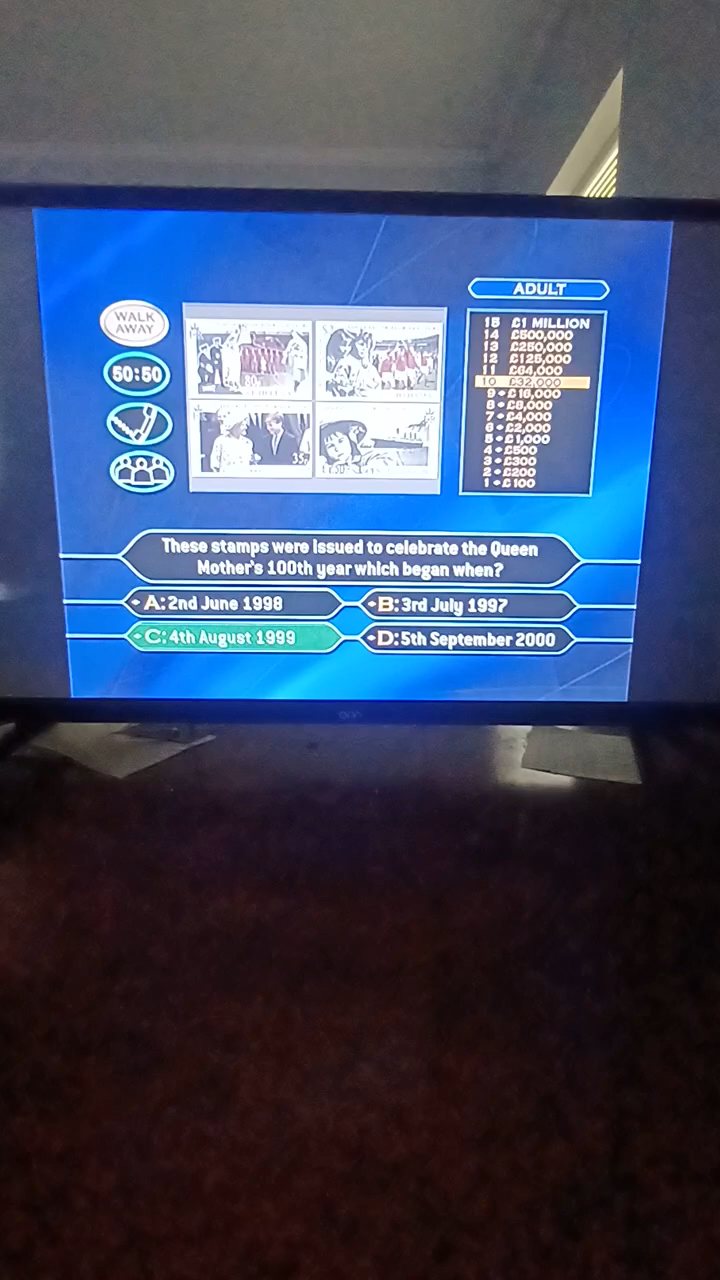 ADULT
WALK
AWAY
50:50
15 £1 MILLION
14 £500,000
13 £250,000
12 £125,000
11 £64,000
10 £32,000
9 £16,000
8 £8,000
7 £4,000
6 £2,000
5 £1,000
4 £500
3 £300
2 £200
1 £100
80
35
These stamps were issued to celebrate the Queen
Mother's 100th year which began when?
A: 2nd June 1998
B: 3rd July 1997
C: 4th August 1999
D: 5th September 2000